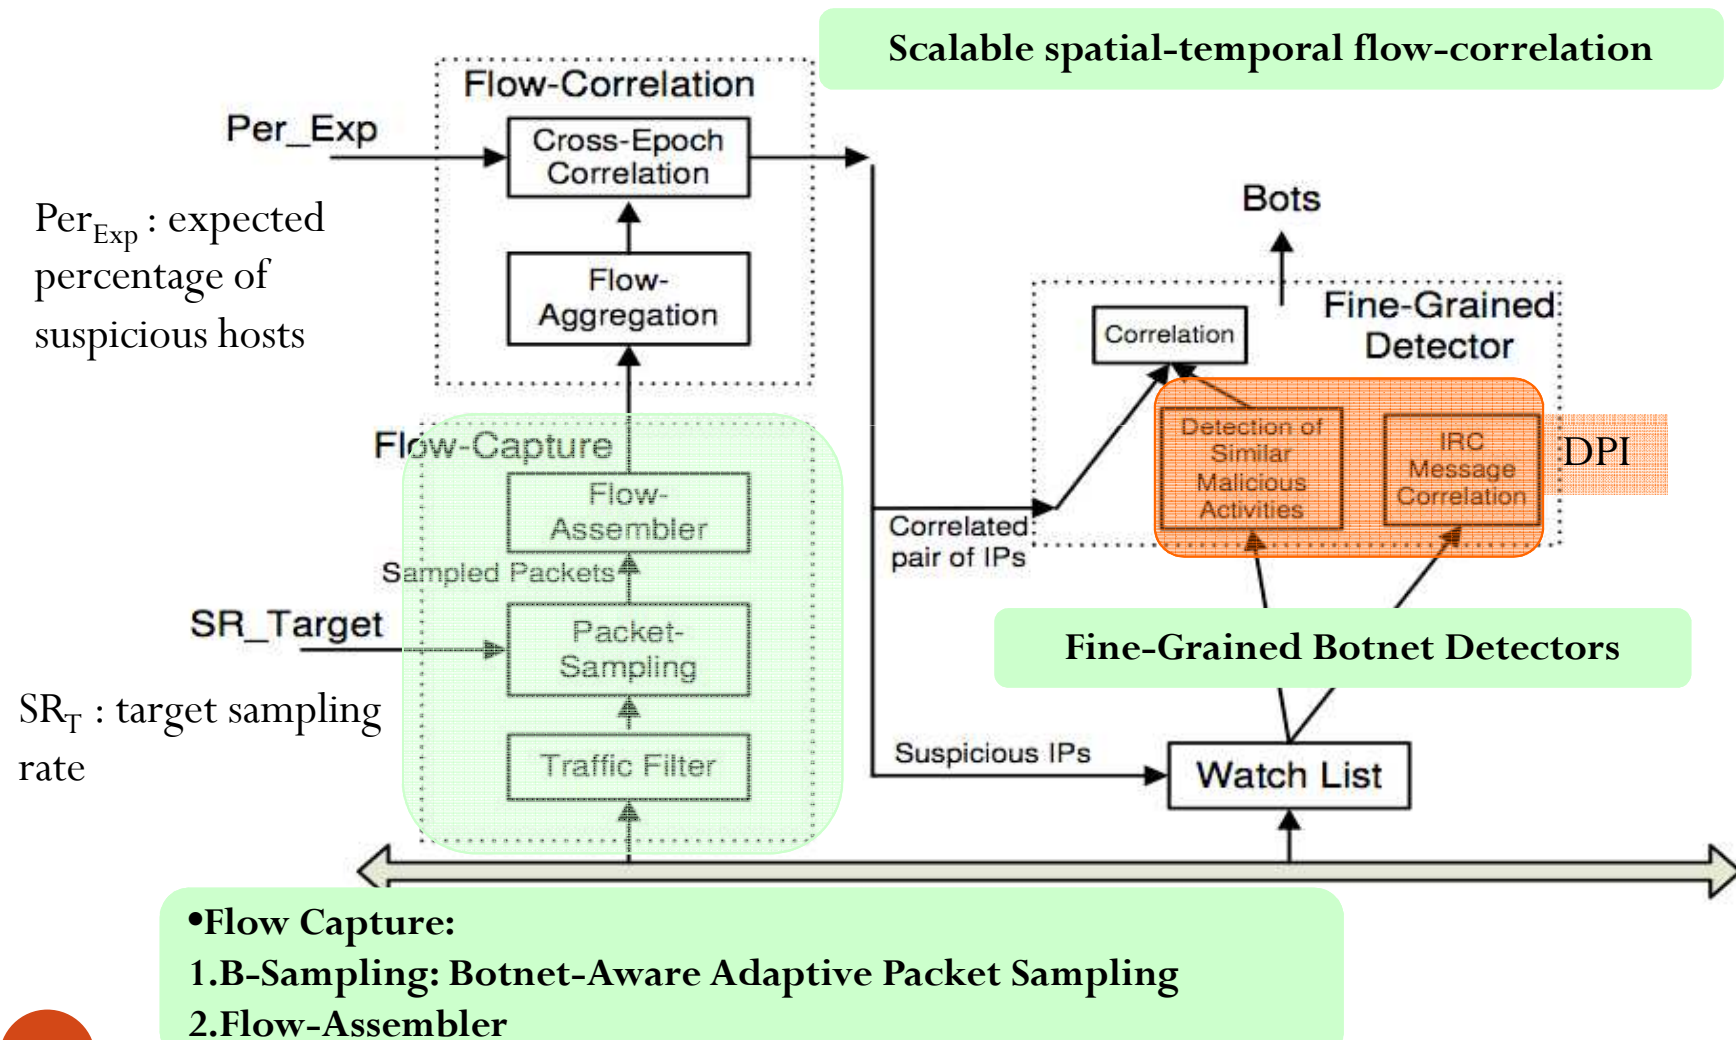 Scalable spatial-temporal flow-correlation
Flow-Correlation
Per_Exp
Cross-Epoch
Correlation
Per_Exp : expected
percentage of
suspicious hosts
Flow-
Aggregation
Bots
Fine-Grained
Detector
Correlation
Detection of
Similar
Malicious
Activities
IRC
Message
Correlation
DPI
Flow-Capture
Flow-
Assembler
Sampled Packets
Correlated
pair of IPs
SR_Target
Packet-
Sampling
Fine-Grained Botnet Detectors
SR_T : target sampling
rate
Traffic Filter
Suspicious IPs
Watch List
•Flow Capture:
1.B-Sampling: Botnet-Aware Adaptive Packet Sampling
2.Flow-Assembler